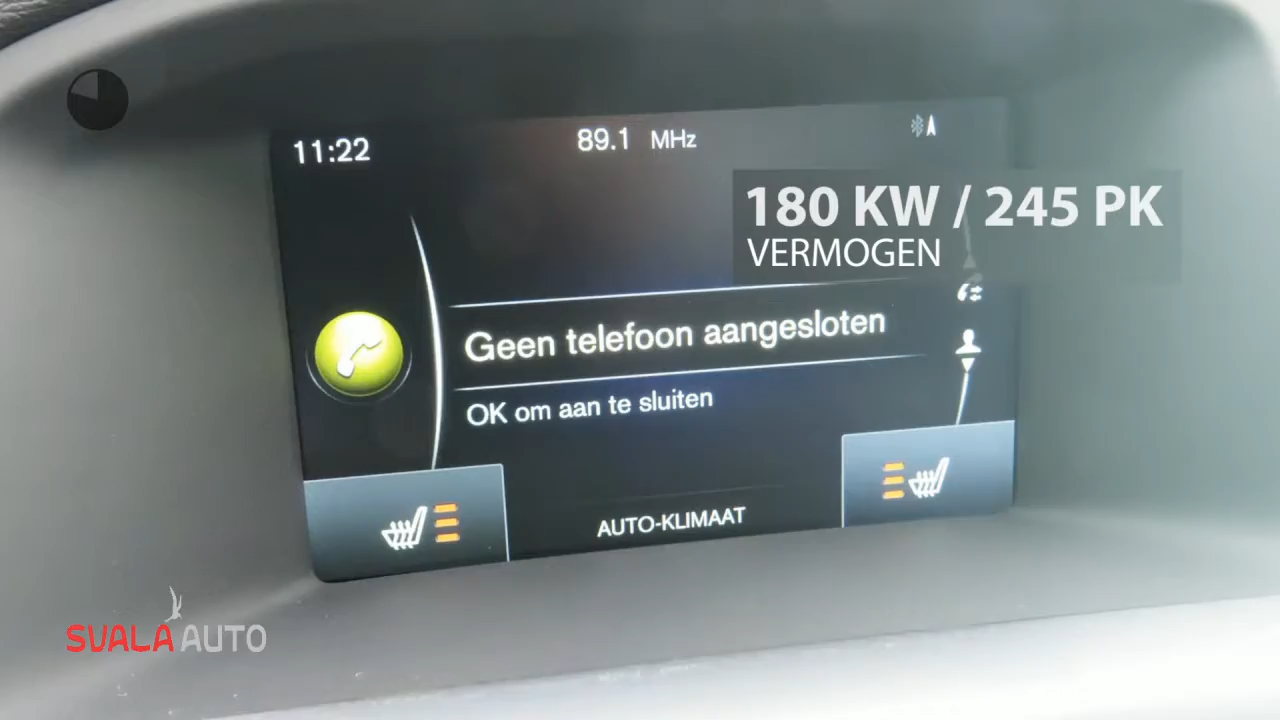 11:22
89.1 MHz
180 KW / 245 PK
VERMOGEN
Geen telefoon aangesloten
OK om aan te sluiten
AUTO-KLIMAAT
SVALA AUTO